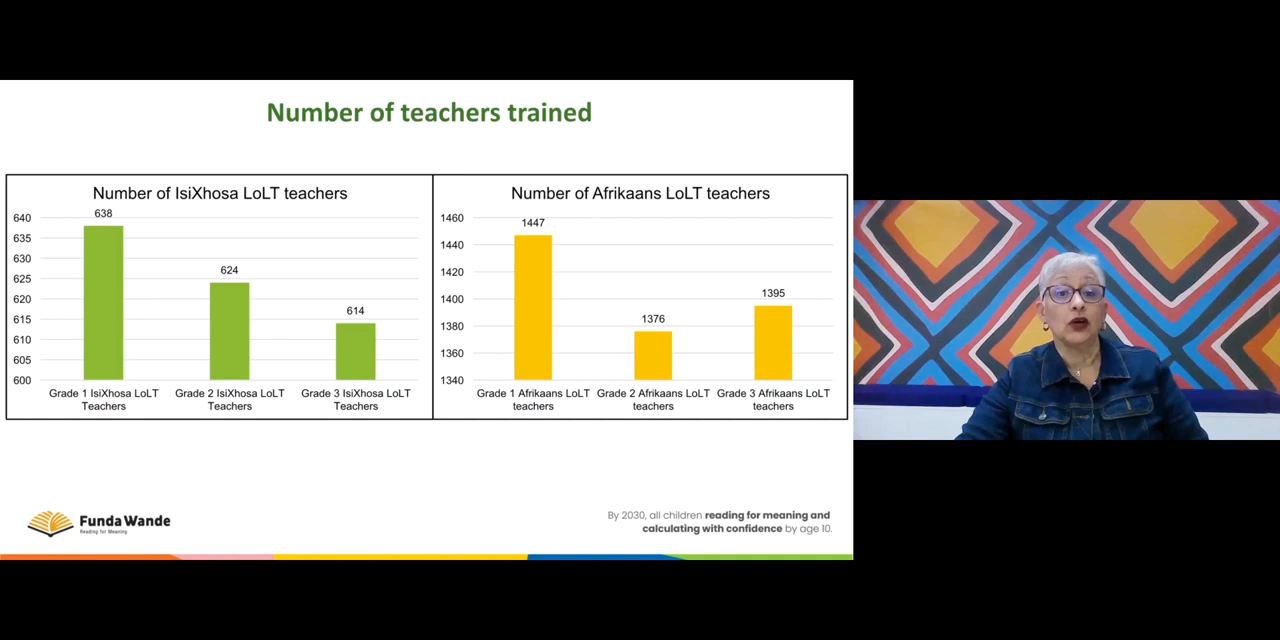 Number of teachers trained
Number of IsiXhosa LoLT teachers
640
635
630
625
620
615
610
605
600
638
624
614
Grade 1 IsiXhosa LoLT
Teachers
Grade 2 IsiXhosa LoLT
Teachers
Grade 3 IsiXhosa LoLT
Teachers
Number of Afrikaans LoLT teachers
1460
1440
1420
1400
1380
1360
1340
1447
1376
1395
Grade 1 Afrikaans LoLT
teachers
Grade 2 Afrikaans LoLT
teachers
Grade 3 Afrikaans LoLT
teachers
Funda Wande
Reading for Meaning
By 2030, all children reading for meaning and
calculating with confidence by age 10.